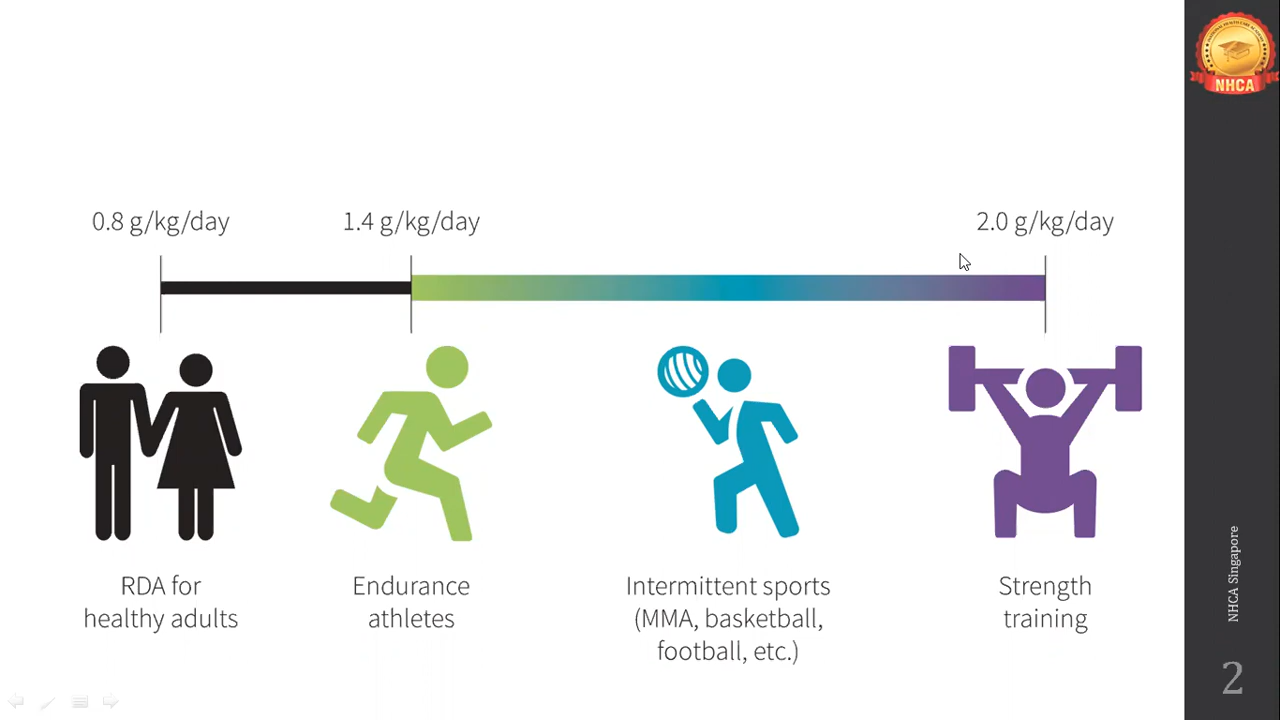 NHCA
0.8 g/kg/day
1.4 g/kg/day
2.0 g/kg/day
RDA for
healthy adults
Endurance
athletes
Intermittent sports
(MMA, basketball,
football, etc.)
Strength
training
NHCA Singapore
2